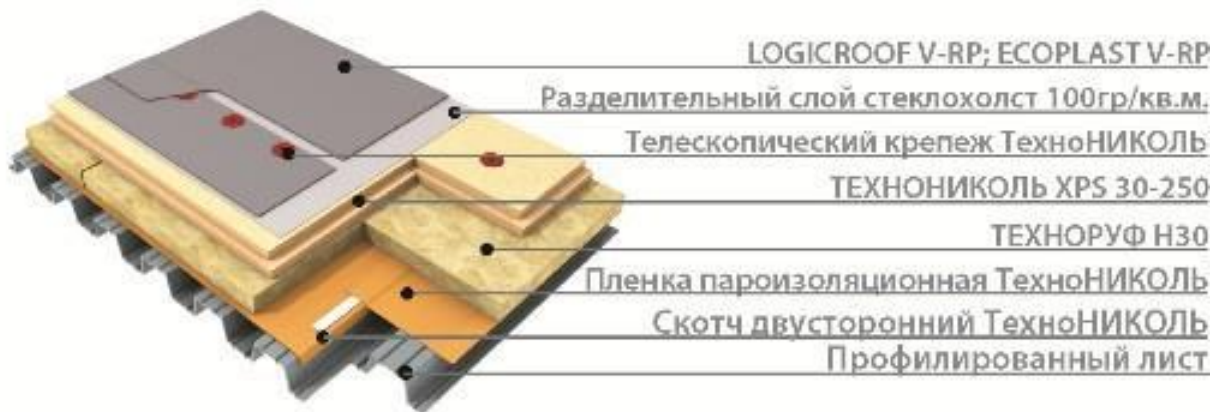 LOGICROOF V-RP; ECOPLAST V-RP
Разделительный слой стеклохолст 100гр/кв.м.
Телескопический крепеж ТехноНИКОЛЬ
ТЕХНОНИКОЛЬ XPS 30-250
ТЕХНОРУФ Н30
Пленка пароизоляционная ТехноНИКОЛЬ
Скотч двусторонний ТехноНИКОЛЬ
Профилированный лист